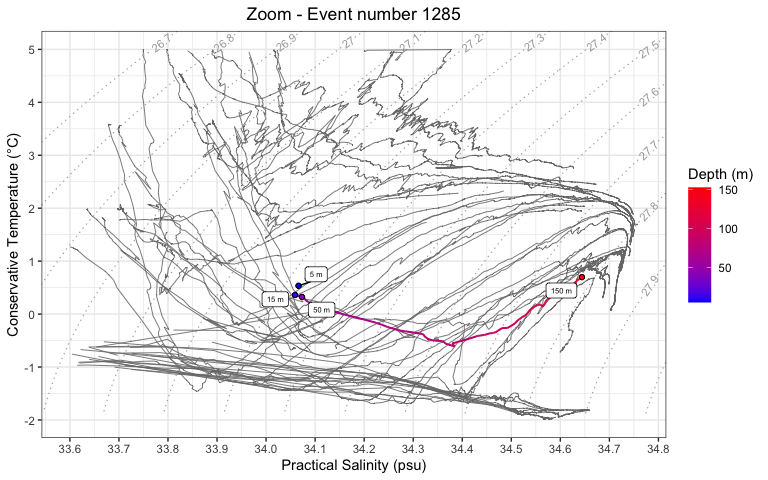 Zoom - Event number 1285
26.7
26.8
26.9
27
27.1
27.2
27.3
27.4
27.5
27.6
27.7
27.8
27.9
5
4
3
2
1
0
-1
-2
Conservative Temperature (°C)
5 m
15 m
50 m
150 m
33.6 33.7 33.8 33.9 34.0 34.1 34.2 34.3 34.4 34.5 34.6 34.7 34.8
Practical Salinity (psu)
Depth (m)
150
100
50